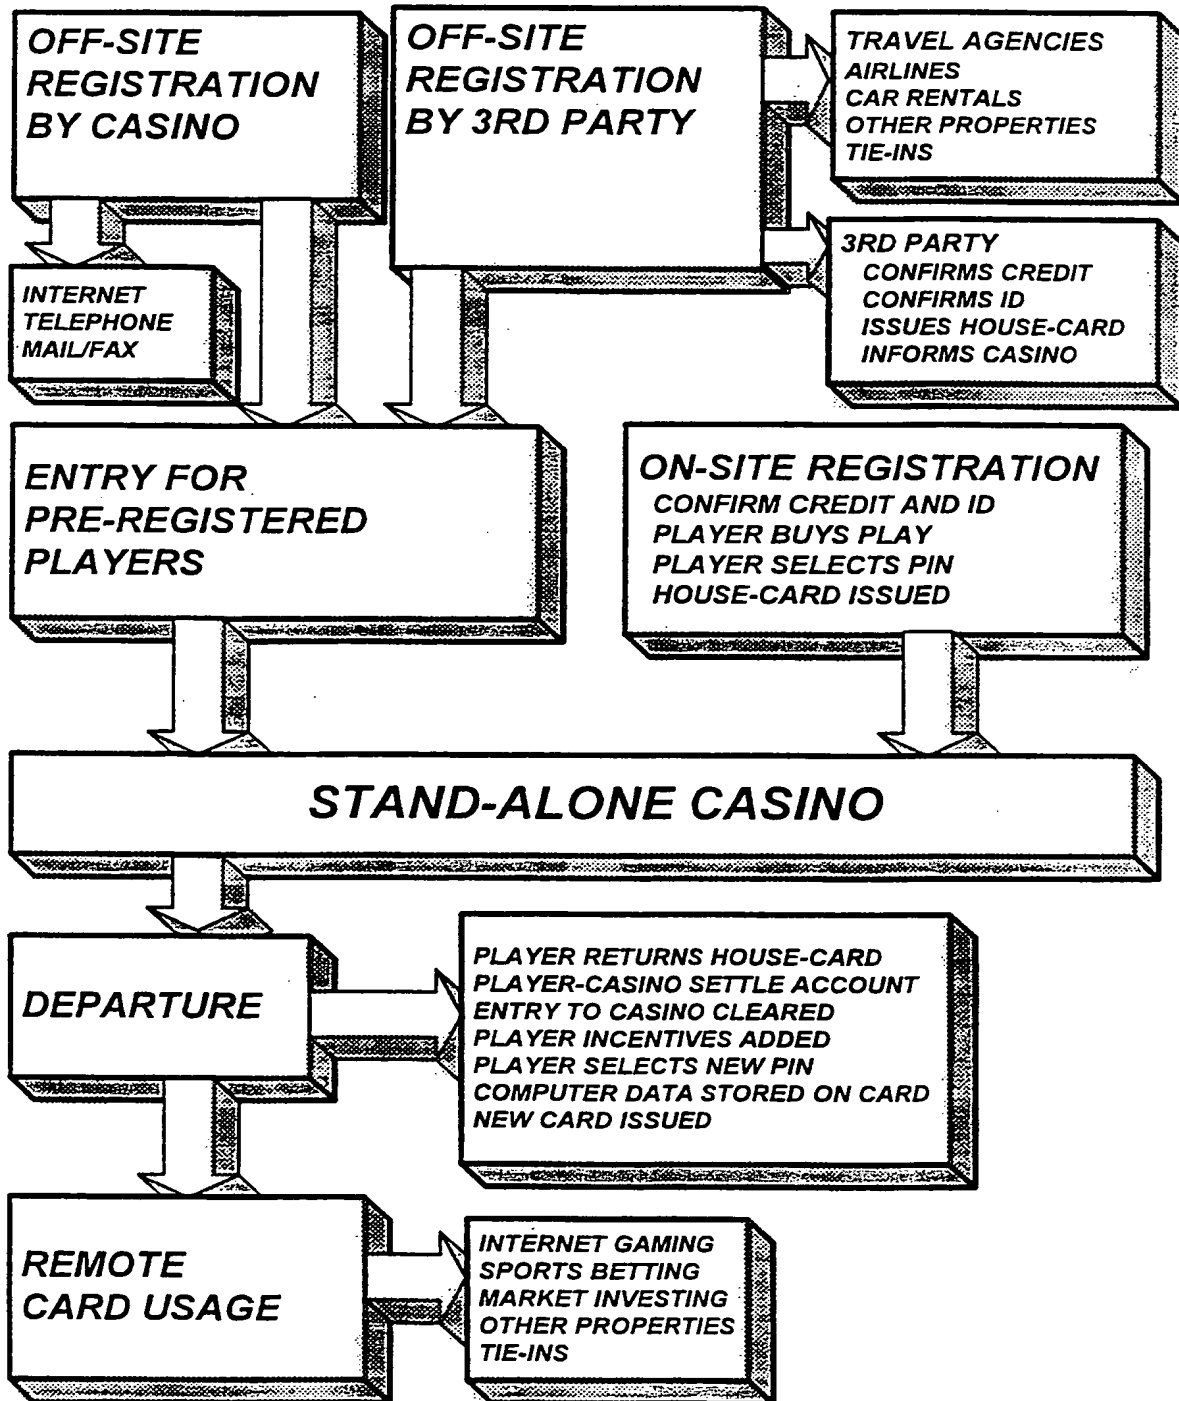 OFF-SITE
REGISTRATION
BY CASINO
OFF-SITE
REGISTRATION
BY 3RD PARTY
TRAVEL AGENCIES
AIRLINES
CAR RENTALS
OTHER PROPERTIES
TIE-INS
3RD PARTY
CONFIRMS CREDIT
CONFIRMS ID
ISSUES HOUSE-CARD
INFORMS CASINO
INTERNET
TELEPHONE
MAIL/FAX
ENTRY FOR
PRE-REGISTERED
PLAYERS
ON-SITE REGISTRATION
CONFIRM CREDIT AND ID
PLAYER BUYS PLAY
PLAYER SELECTS PIN
HOUSE-CARD ISSUED
STAND-ALONE CASINO
DEPARTURE
PLAYER RETURNS HOUSE-CARD
PLAYER-CASINO SETTLE ACCOUNT
ENTRY TO CASINO CLEARED
PLAYER INCENTIVES ADDED
PLAYER SELECTS NEW PIN
COMPUTER DATA STORED ON CARD
NEW CARD ISSUED
REMOTE
CARD USAGE
INTERNET GAMING
SPORTS BETTING
MARKET INVESTING
OTHER PROPERTIES
TIE-INS